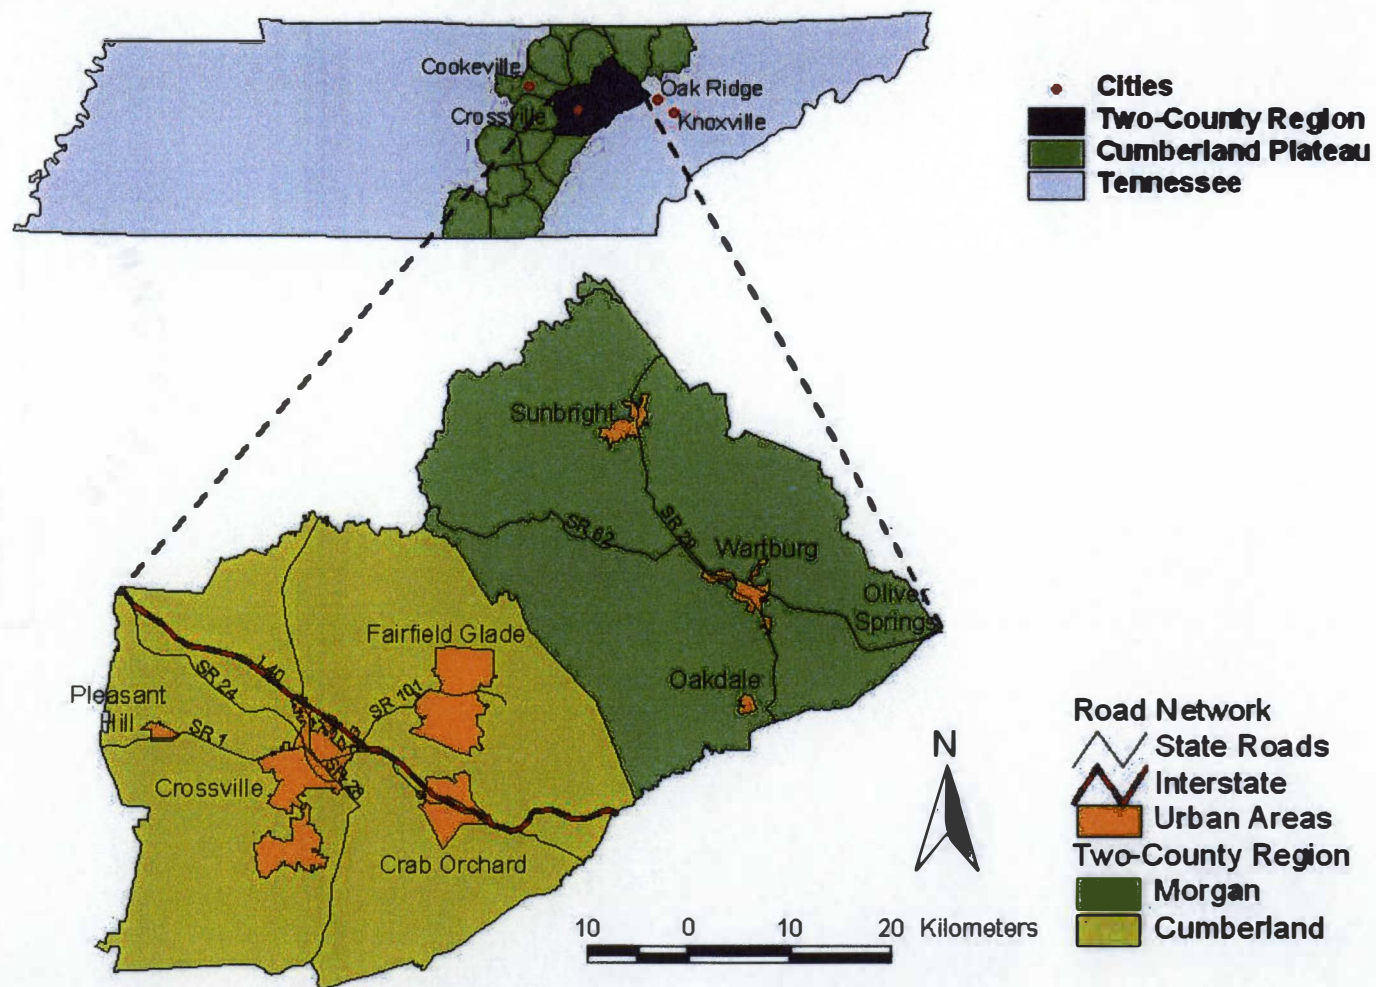 Cookeville
Crossville
Oak Ridge
Knoxville
Cities
Two-County Region
Cumberland Plateau
Tennessee
Sunbright
SR 62
SR 29
Wartburg
Oliver
Springs
Oakdale
Fairfield Glade
I-40
SR 24
SR 101
Pleasant
Hill
SR 1
Crossville
SR 28
Crab Orchard
N
10 0 10 20 Kilometers
Road Network
State Roads
Interstate
Urban Areas
Two-County Region
Morgan
Cumberland